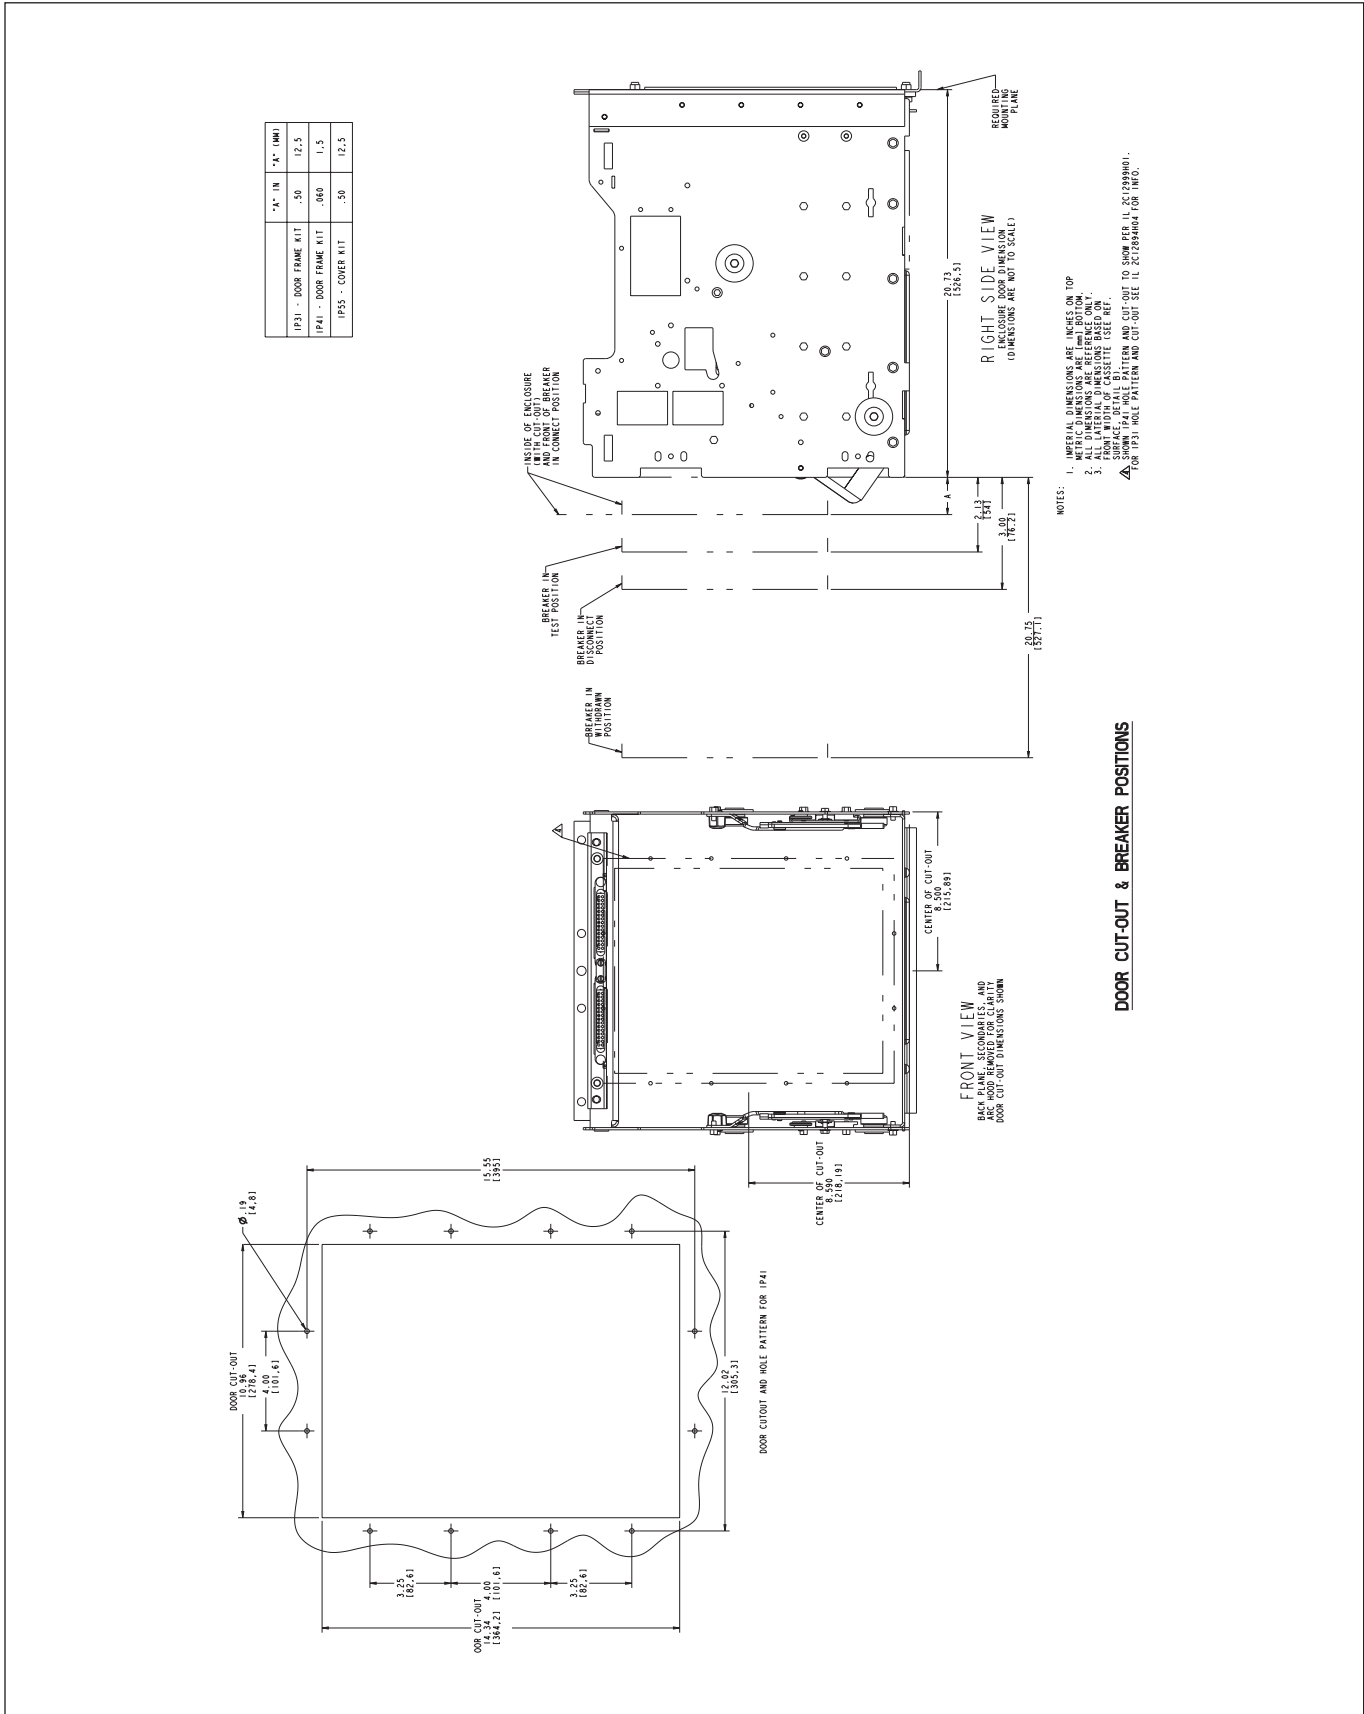 "A" IN "A" (MM)
IP31 - DOOR FRAME KIT .50 12,5
IP41 - DOOR FRAME KIT .060 1,5
IP55 - COVER KIT .50 12,5
DOOR CUT-OUT
10.96
[278,4]
4.00
[101,6]
Ø.19
[4,8]
15.55
[395]
3.25
[82,6]
4.00
[101,6]
3.25
[82,6]
OOR CUT-OUT
14.34
[364,2]
12.02
[305,3]
DOOR CUTOUT AND HOLE PATTERN FOR IP41
CENTER OF CUT-OUT
8.590
[218,19]
CENTER OF CUT-OUT
8.500
[215,89]
FRONT VIEW
BACK PLANE, SECONDARIES, AND
ARC HOOD REMOVED FOR CLARITY
DOOR CUT-OUT DIMENSIONS SHOWN
BREAKER IN
WITHDRAWN
POSITION
BREAKER IN
DISCONNECT
POSITION
BREAKER IN
TEST POSITION
INSIDE OF ENCLOSURE
(WITH CUT-OUT)
AND FRONT OF BREAKER
IN CONNECT POSITION
A
2.13
[54]
3.00
[76.2]
20.75
[527.1]
20.73
[526,5]
REQUIRED
MOUNTING
PLANE
RIGHT SIDE VIEW
ENCLOSURE DOOR DIMENSION
(DIMENSIONS ARE NOT TO SCALE)
NOTES:
1. IMPERIAL DIMENSIONS ARE INCHES ON TOP
METRIC DIMENSIONS ARE [mm] BOTTOM.
2. ALL DIMENSIONS ARE REFERENCE ONLY.
3. ALL LATERIAL DIMENSIONS BASED ON
FRONT WIDTH OF CASSETTE (SEE REF.
SURFACE, DETAIL B).
SHOWN IP41 HOLE PATTERN AND CUT-OUT TO SHOW PER IL 2C12999H01.
FOR IP31 HOLE PATTERN AND CUT-OUT SEE IL 2C12894H04 FOR INFO.
DOOR CUT-OUT & BREAKER POSITIONS